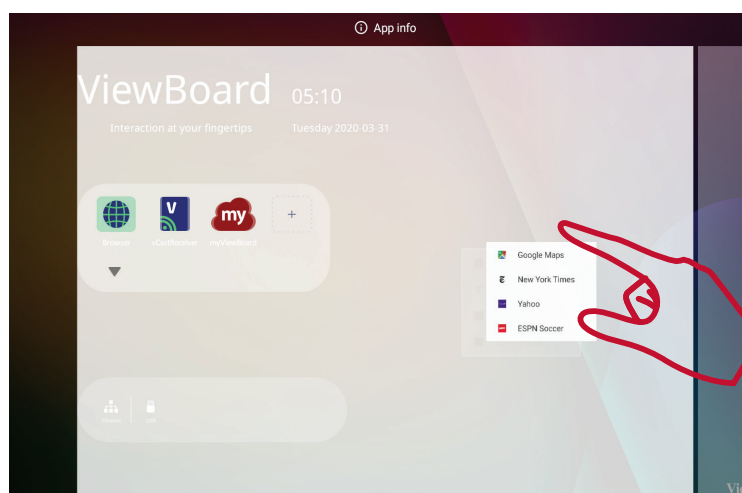 App info
ViewBoard 05:10
Interaction at your fingertips Tuesday 2020-03-31
V my +
Browser vCastReceiver myViewBoard
Google Maps
New York Times
Yahoo
ESPN Soccer
USB